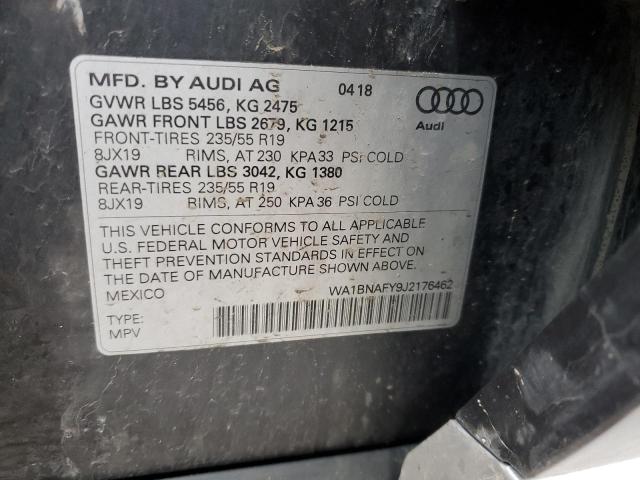 MFD. BY AUDI AG 04 18
GVWR LBS 5456, KG 2475
GAWR FRONT LBS 2679, KG 1215
FRONT-TIRES 235/55 R19
8JX19 RIMS, AT 230 KPA 33 PSI COLD
GAWR REAR LBS 3042, KG 1380
REAR-TIRES 235/55 R19
8JX19 RIMS, AT 250 KPA 36 PSI COLD
Audi
THIS VEHICLE CONFORMS TO ALL APPLICABLE
U.S. FEDERAL MOTOR VEHICLE SAFETY AND
THEFT PREVENTION STANDARDS IN EFFECT ON
THE DATE OF MANUFACTURE SHOWN ABOVE.
MEXICO WA1BNAFY9J2176462
TYPE:
MPV